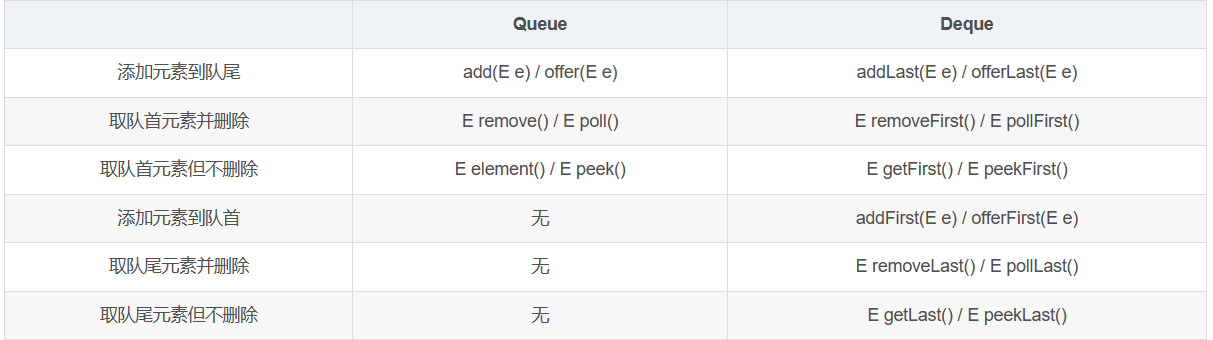 Queue Deque
添加元素到队尾 add(E e) / offer(E e) addLast(E e) / offerLast(E e)
取队首元素并删除 E remove() / E poll() E removeFirst() / E pollFirst()
取队首元素但不删除 E element() / E peek() E getFirst() / E peekFirst()
添加元素到队首 无 addFirst(E e) / offerFirst(E e)
取队尾元素并删除 无 E removeLast() / E pollLast()
取队尾元素但不删除 无 E getLast() / E peekLast()